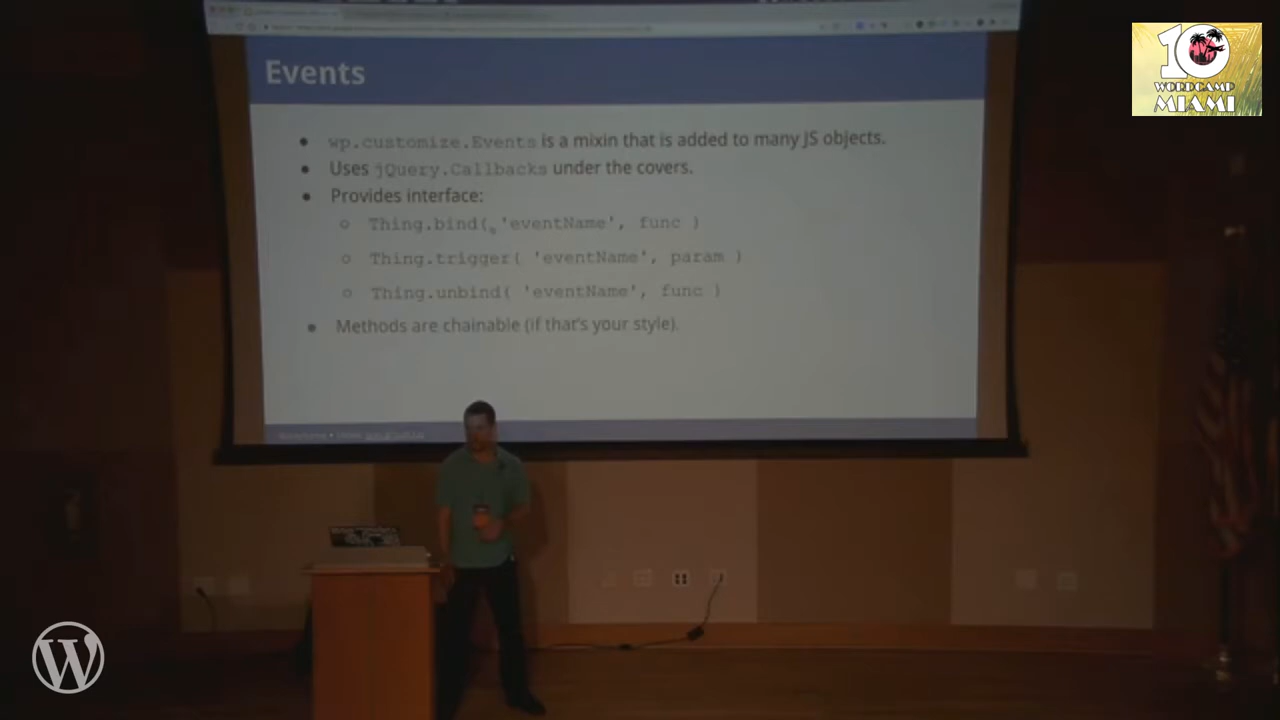 Events
wp.customize.Events is a mixin that is added to many JS objects.
Uses jQuery.Callbacks under the covers.
Provides interface:
Thing.bind( 'eventName', func )
Thing.trigger( 'eventName', param )
Thing.unbind( 'eventName', func )
Methods are chainable (if that's your style).
10
WORDCAMP
MIAMI
W